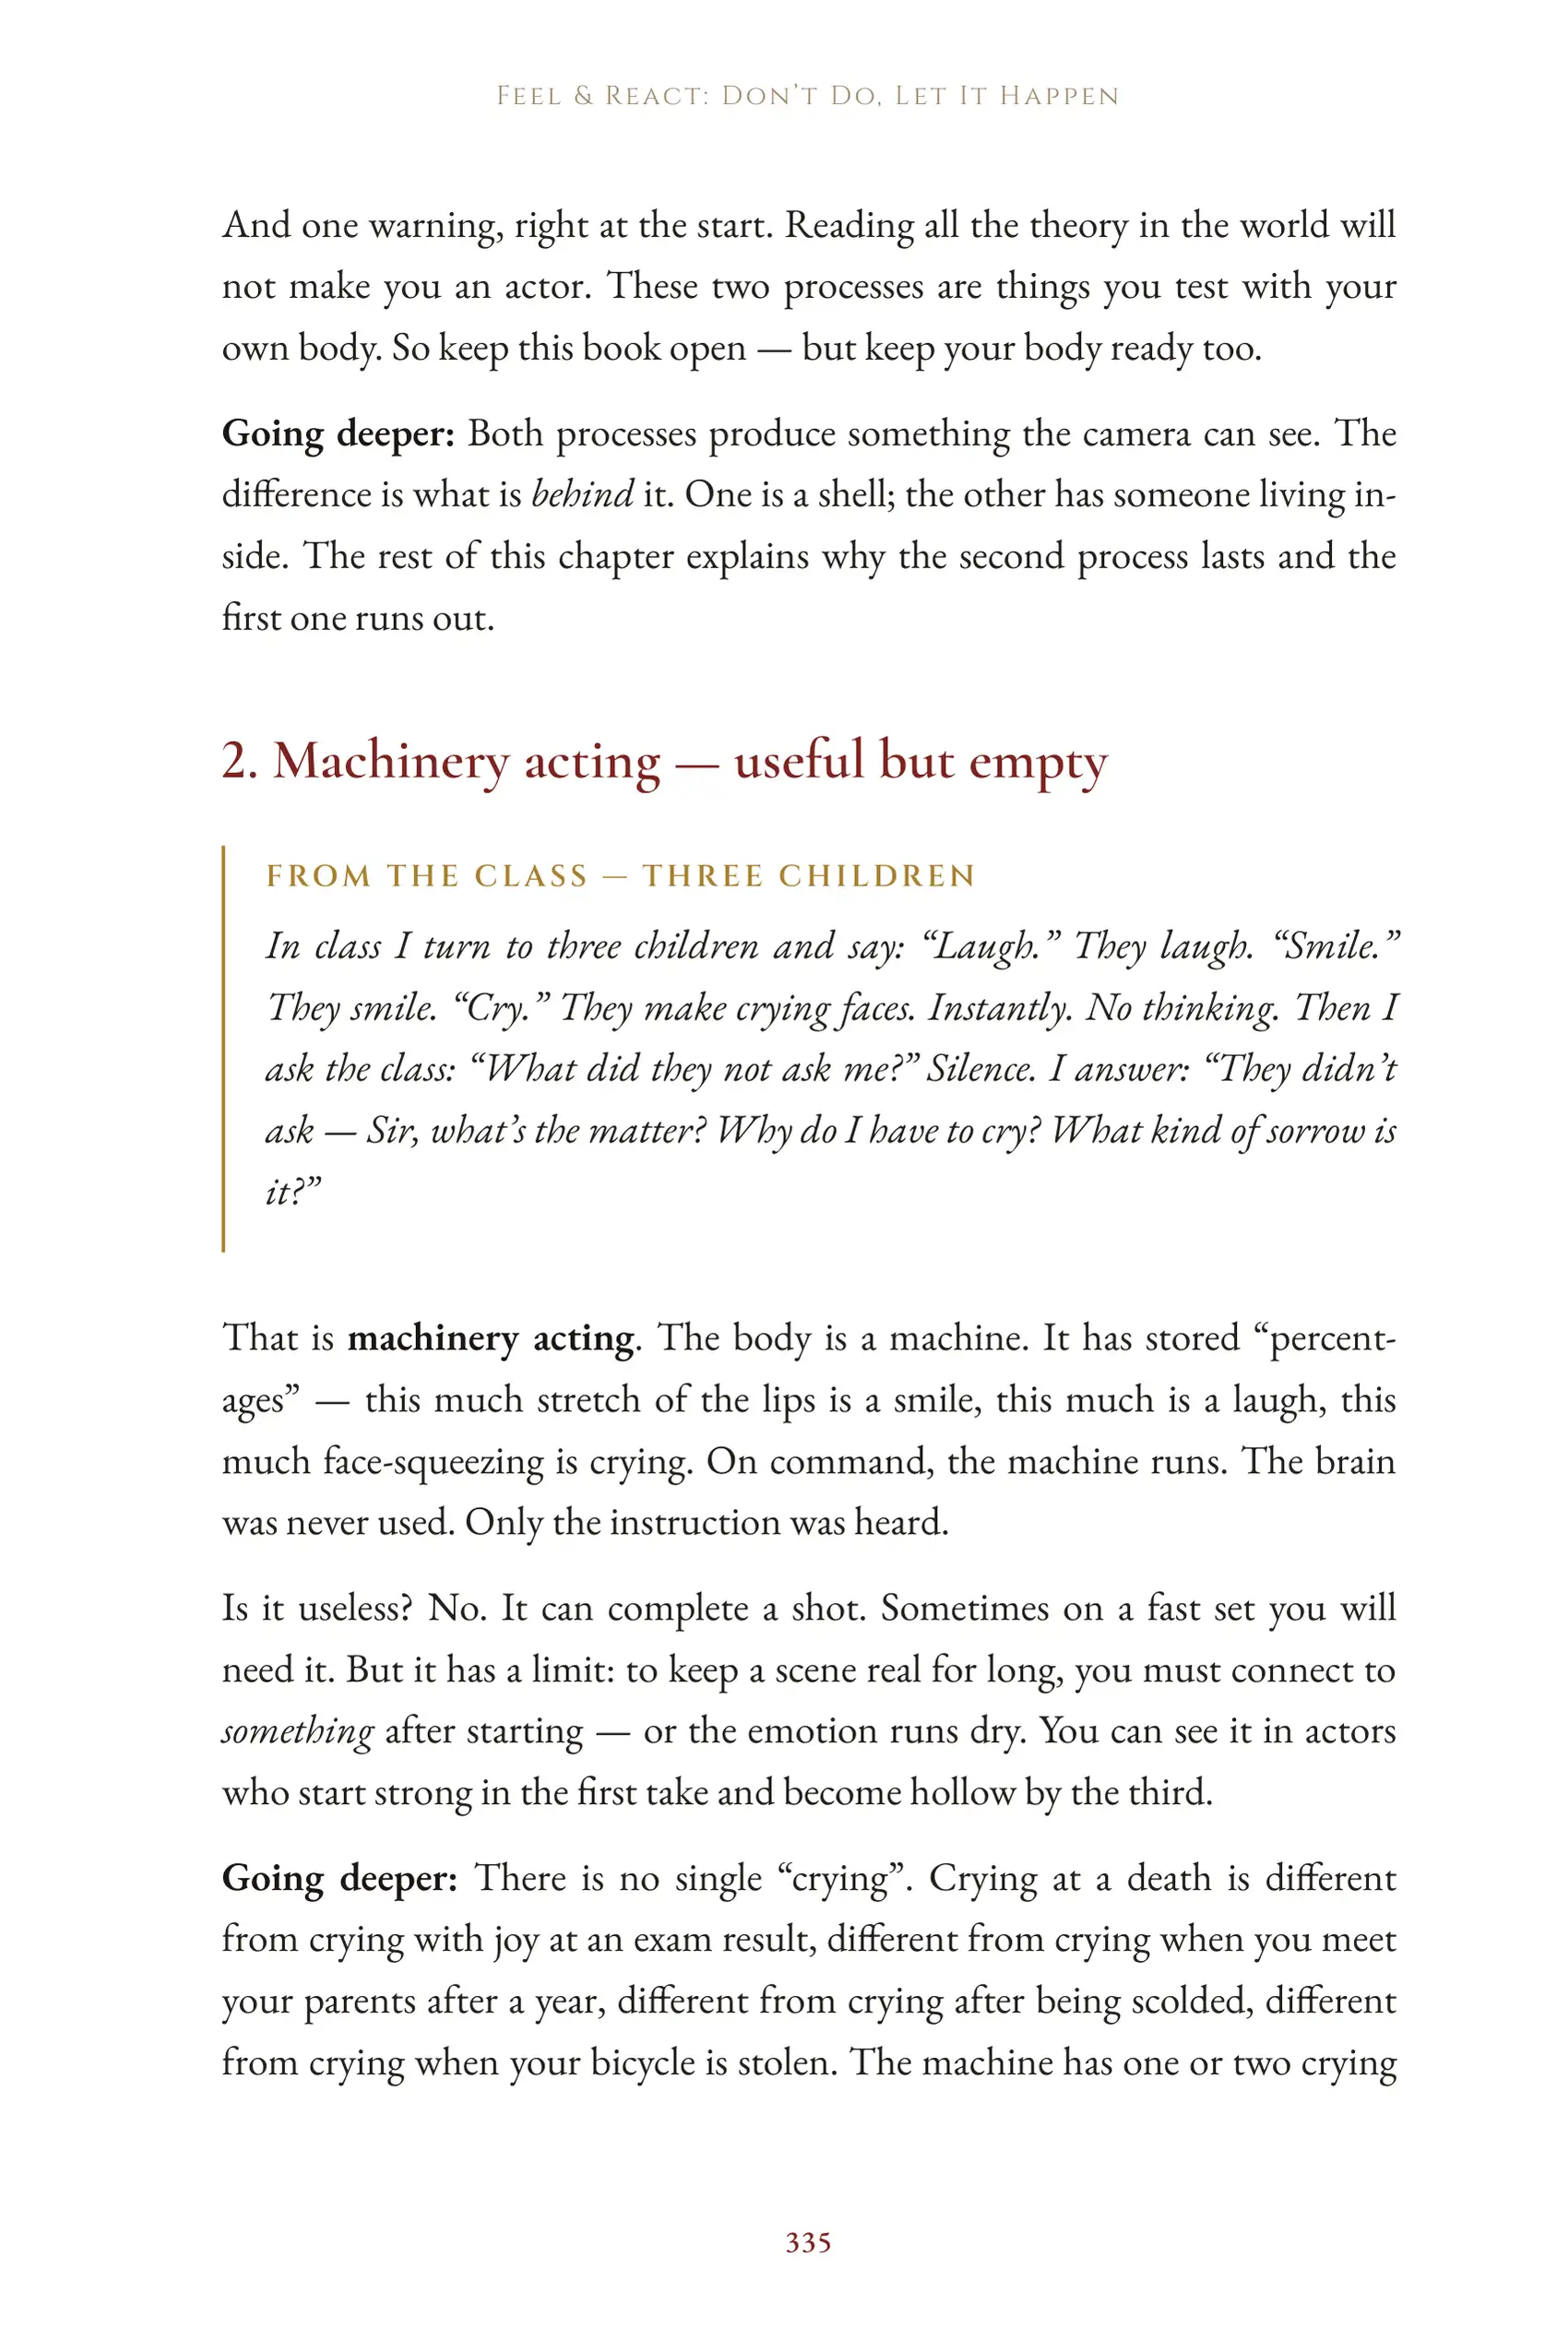 FEEL & REACT: DON'T DO, LET IT HAPPEN
And one warning, right at the start. Reading all the theory in the world will
not make you an actor. These two processes are things you test with your
own body. So keep this book open — but keep your body ready too.
Going deeper: Both processes produce something the camera can see. The
difference is what is behind it. One is a shell; the other has someone living in-
side. The rest of this chapter explains why the second process lasts and the
first one runs out.
2. Machinery acting — useful but empty
FROM THE CLASS — THREE CHILDREN
In class I turn to three children and say: “Laugh.” They laugh. “Smile.”
They smile. “Cry.” They make crying faces. Instantly. No thinking. Then I
ask the class: “What did they not ask me?” Silence. I answer: “They didn’t
ask — Sir, what’s the matter? Why do I have to cry? What kind of sorrow is
it?”
That is machinery acting. The body is a machine. It has stored “percent-
ages” — this much stretch of the lips is a smile, this much is a laugh, this
much face-squeezing is crying. On command, the machine runs. The brain
was never used. Only the instruction was heard.
Is it useless? No. It can complete a shot. Sometimes on a fast set you will
need it. But it has a limit: to keep a scene real for long, you must connect to
something after starting — or the emotion runs dry. You can see it in actors
who start strong in the first take and become hollow by the third.
Going deeper: There is no single “crying”. Crying at a death is different
from crying with joy at an exam result, different from crying when you meet
your parents after a year, different from crying after being scolded, different
from crying when your bicycle is stolen. The machine has one or two crying
335